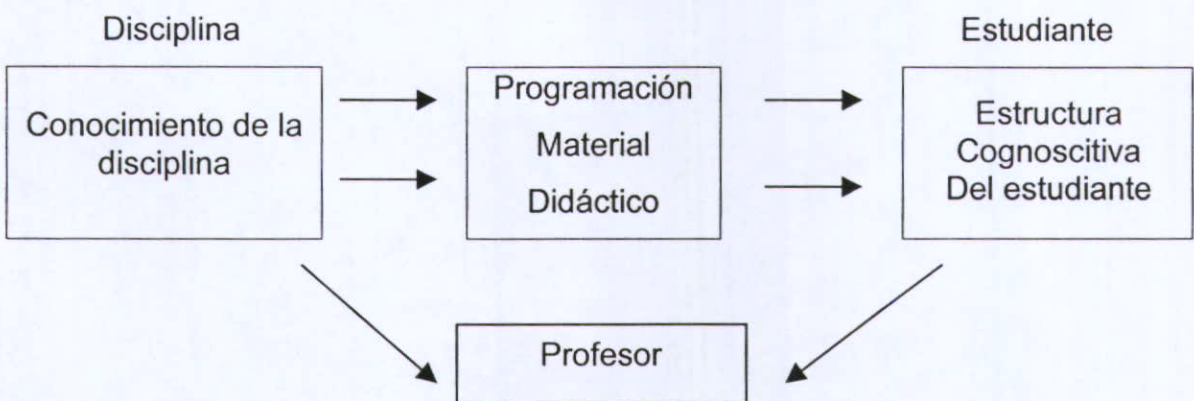 Disciplina
Estudiante
Conocimiento de la
disciplina
Programación
Material
Didáctico
Estructura
Cognoscitiva
Del estudiante
Profesor